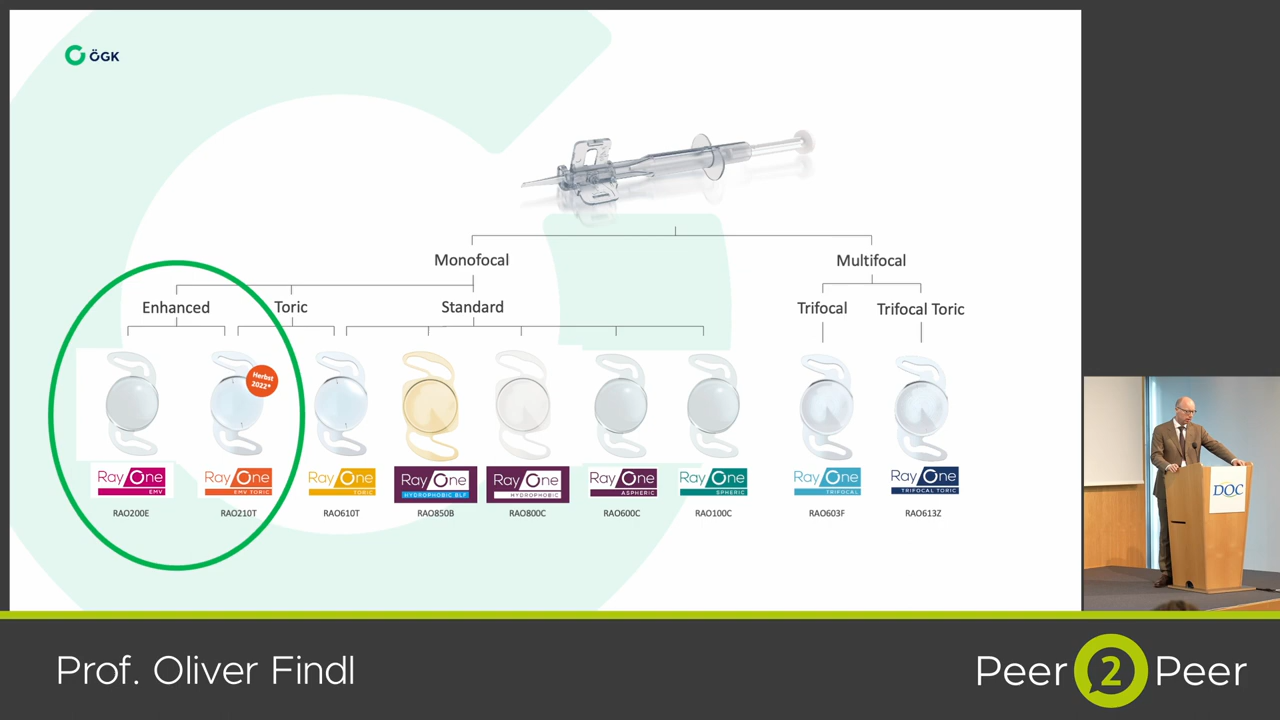 ÖGK
Monofocal
Multifocal
Enhanced
Toric
Standard
Trifocal
Trifocal Toric
Herbst
2022*
RayOne
EMV
RayOne
EMV TORIC
RayOne
TORIC
RayOne
HYDROPHOBIC BLF
RayOne
HYDROPHOBIC
RayOne
ASPHERIC
RayOne
SPHERIC
RayOne
TRIFOCAL
RayOne
TRIFOCAL TORIC
RAO200E
RAO210T
RAO610T
RAO850B
RAO800C
RAO600C
RAO100C
RAO603F
RAO613Z
DOC
Prof. Oliver Findl
Peer 2 Peer